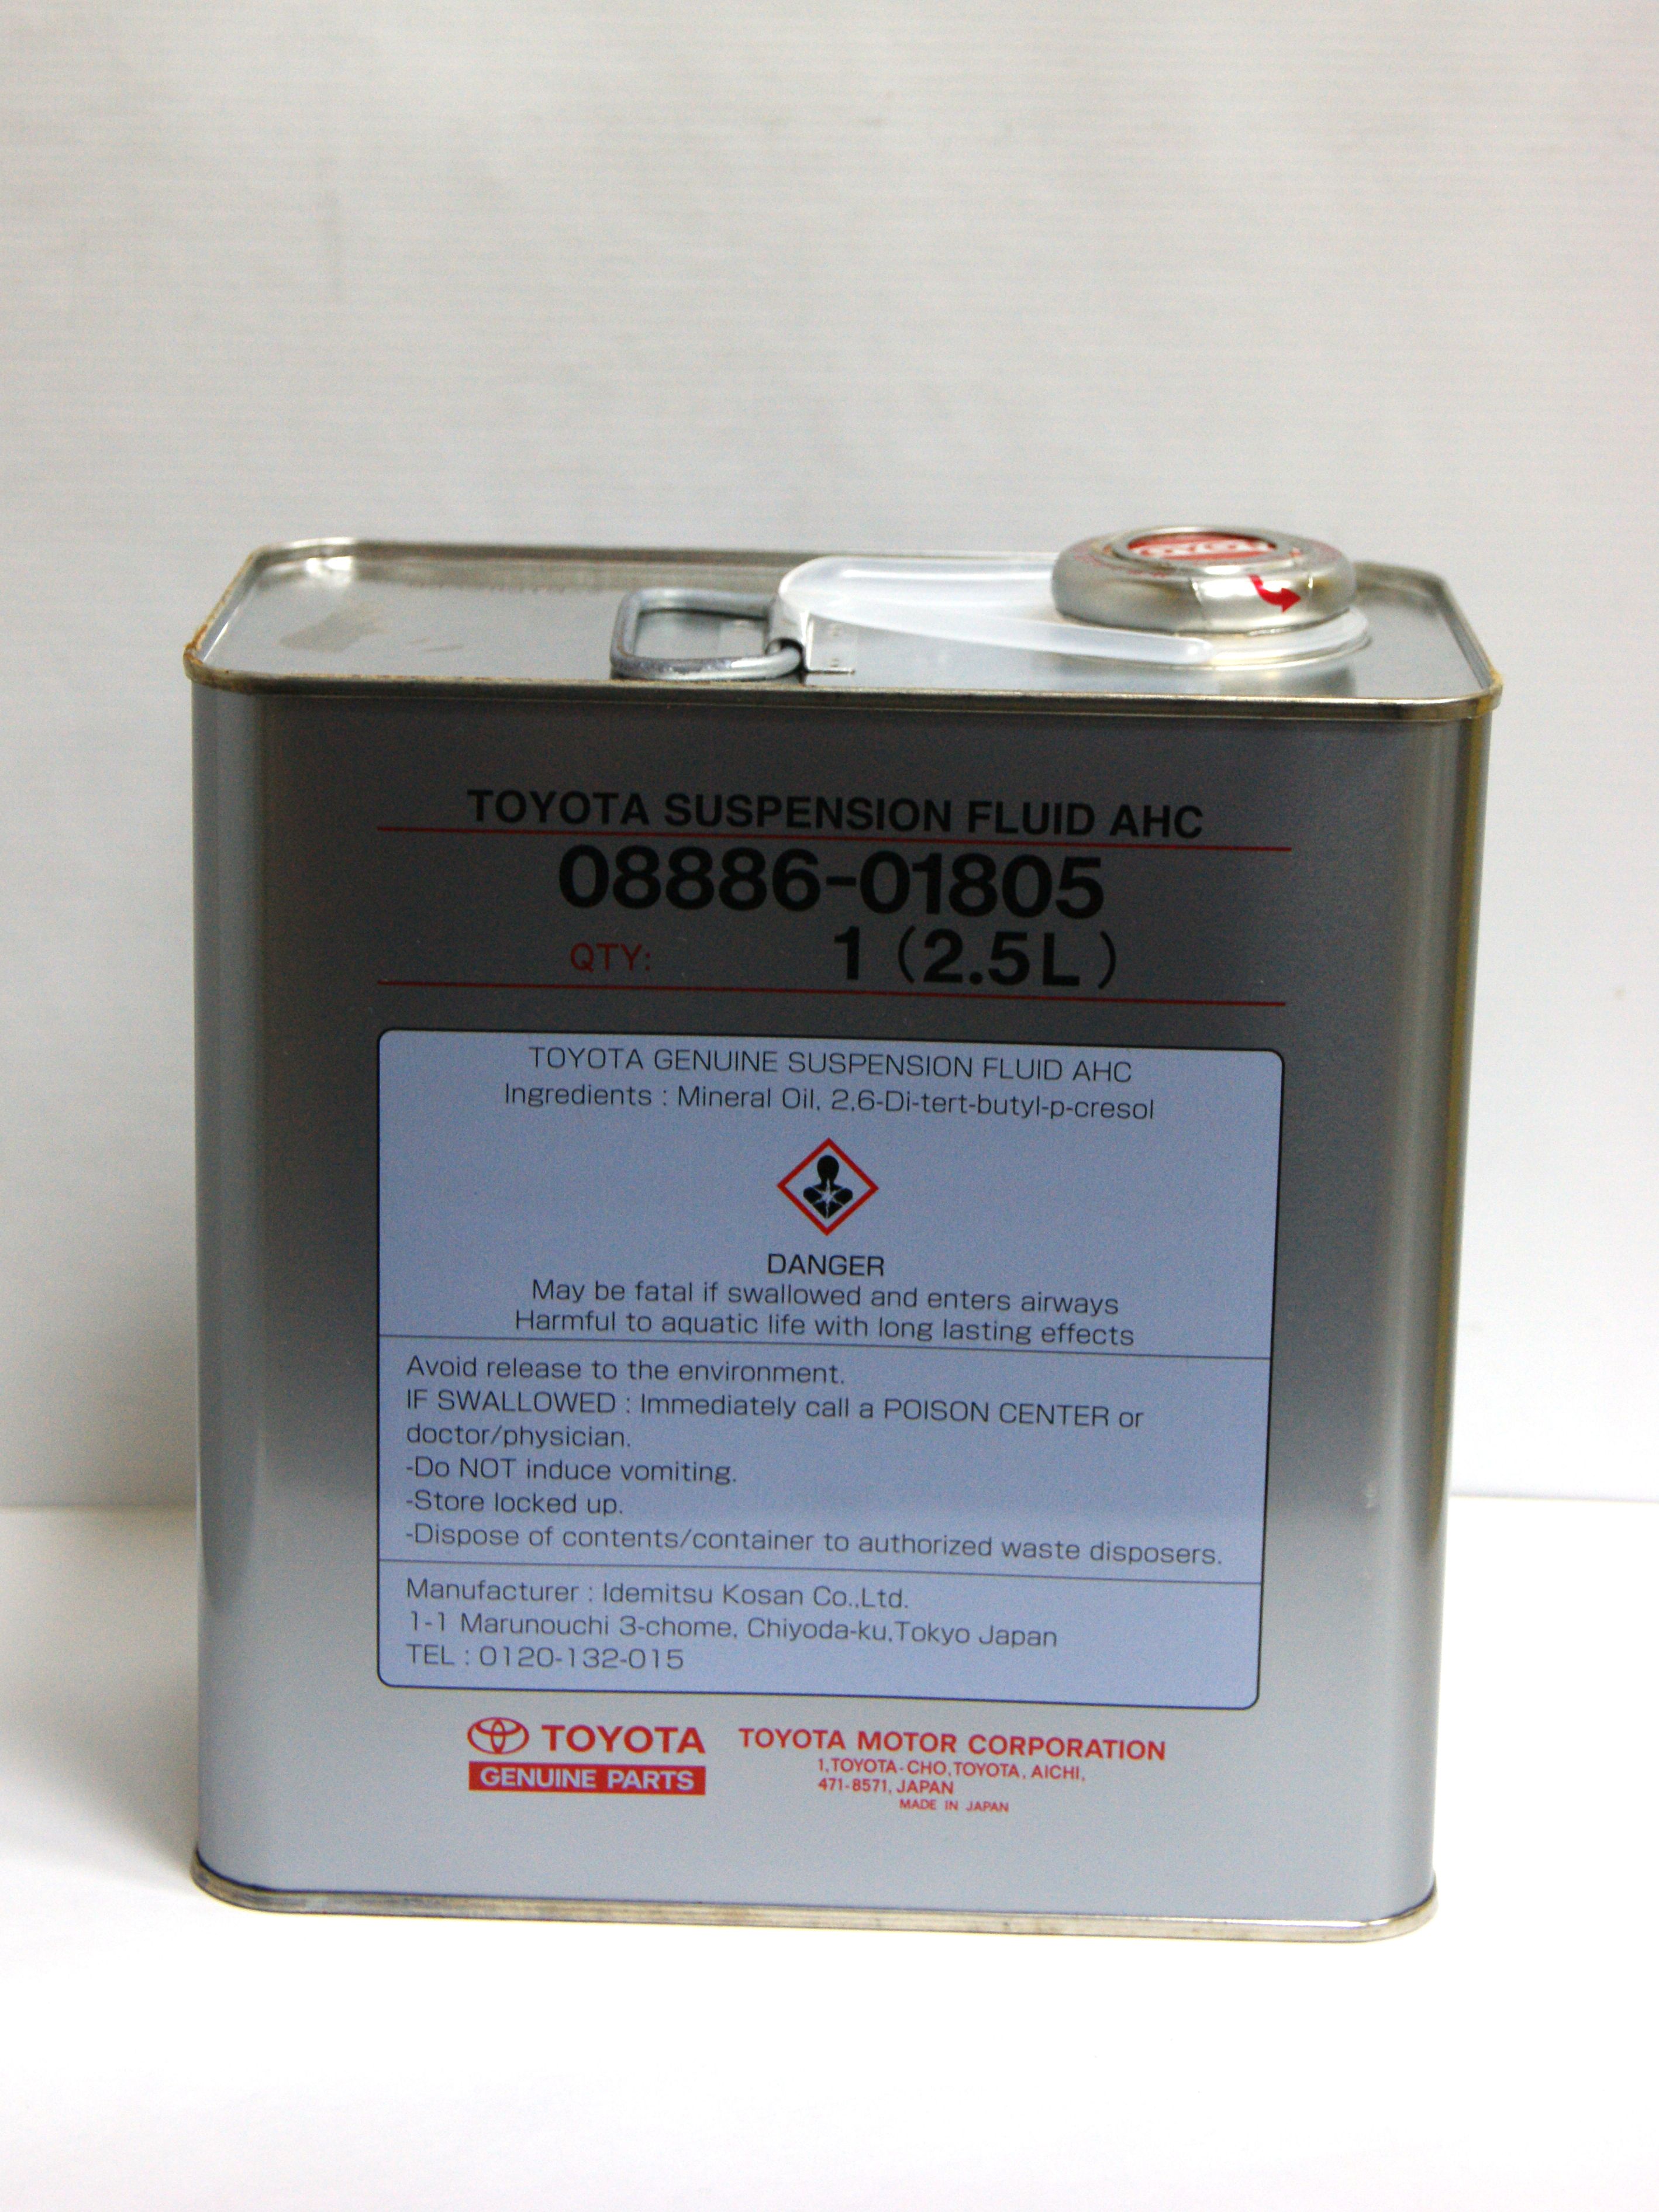 TOYOTA
TOYOTA SUSPENSION FLUID AHC
08886-01805
QTY: 1 (2.5L)
TOYOTA GENUINE SUSPENSION FLUID AHC
Ingredients : Mineral Oil, 2,6-Di-tert-butyl-p-cresol
DANGER
May be fatal if swallowed and enters airways
Harmful to aquatic life with long lasting effects
Avoid release to the environment.
IF SWALLOWED : Immediately call a POISON CENTER or
doctor/physician.
-Do NOT induce vomiting.
-Store locked up.
-Dispose of contents/container to authorized waste disposers.
Manufacturer : Idemitsu Kosan Co.,Ltd.
1-1 Marunouchi 3-chome, Chiyoda-ku,Tokyo Japan
TEL : 0120-132-015
TOYOTA
GENUINE PARTS
TOYOTA MOTOR CORPORATION
1,TOYOTA-CHO,TOYOTA, AICHI,
471-8571, JAPAN
MADE IN JAPAN